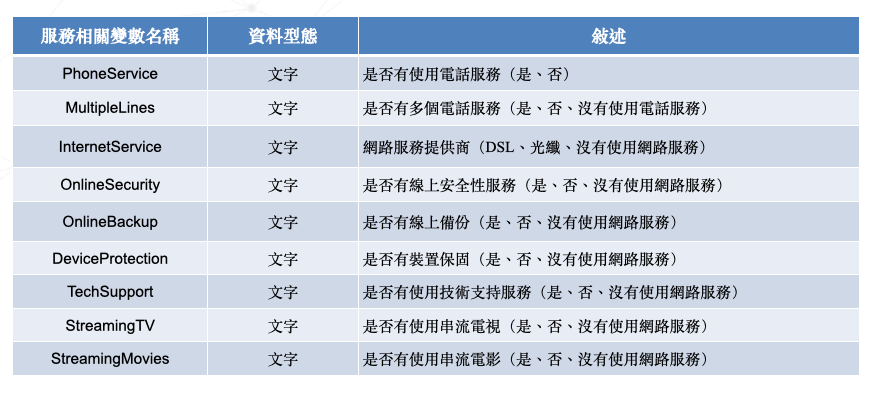 服務相關變數名稱 資料型態 敘述
PhoneService 文字 是否有使用電話服務（是、否）
MultipleLines 文字 是否有多個電話服務（是、否、沒有使用電話服務）
InternetService 文字 網路服務提供商（DSL、光纖、沒有使用網路服務）
OnlineSecurity 文字 是否有線上安全性服務（是、否、沒有使用網路服務）
OnlineBackup 文字 是否有線上備份（是、否、沒有使用網路服務）
DeviceProtection 文字 是否有裝置保固（是、否、沒有使用網路服務）
TechSupport 文字 是否有使用技術支持服務（是、否、沒有使用網路服務）
StreamingTV 文字 是否有使用串流電視（是、否、沒有使用網路服務）
StreamingMovies 文字 是否有使用串流電影（是、否、沒有使用網路服務）